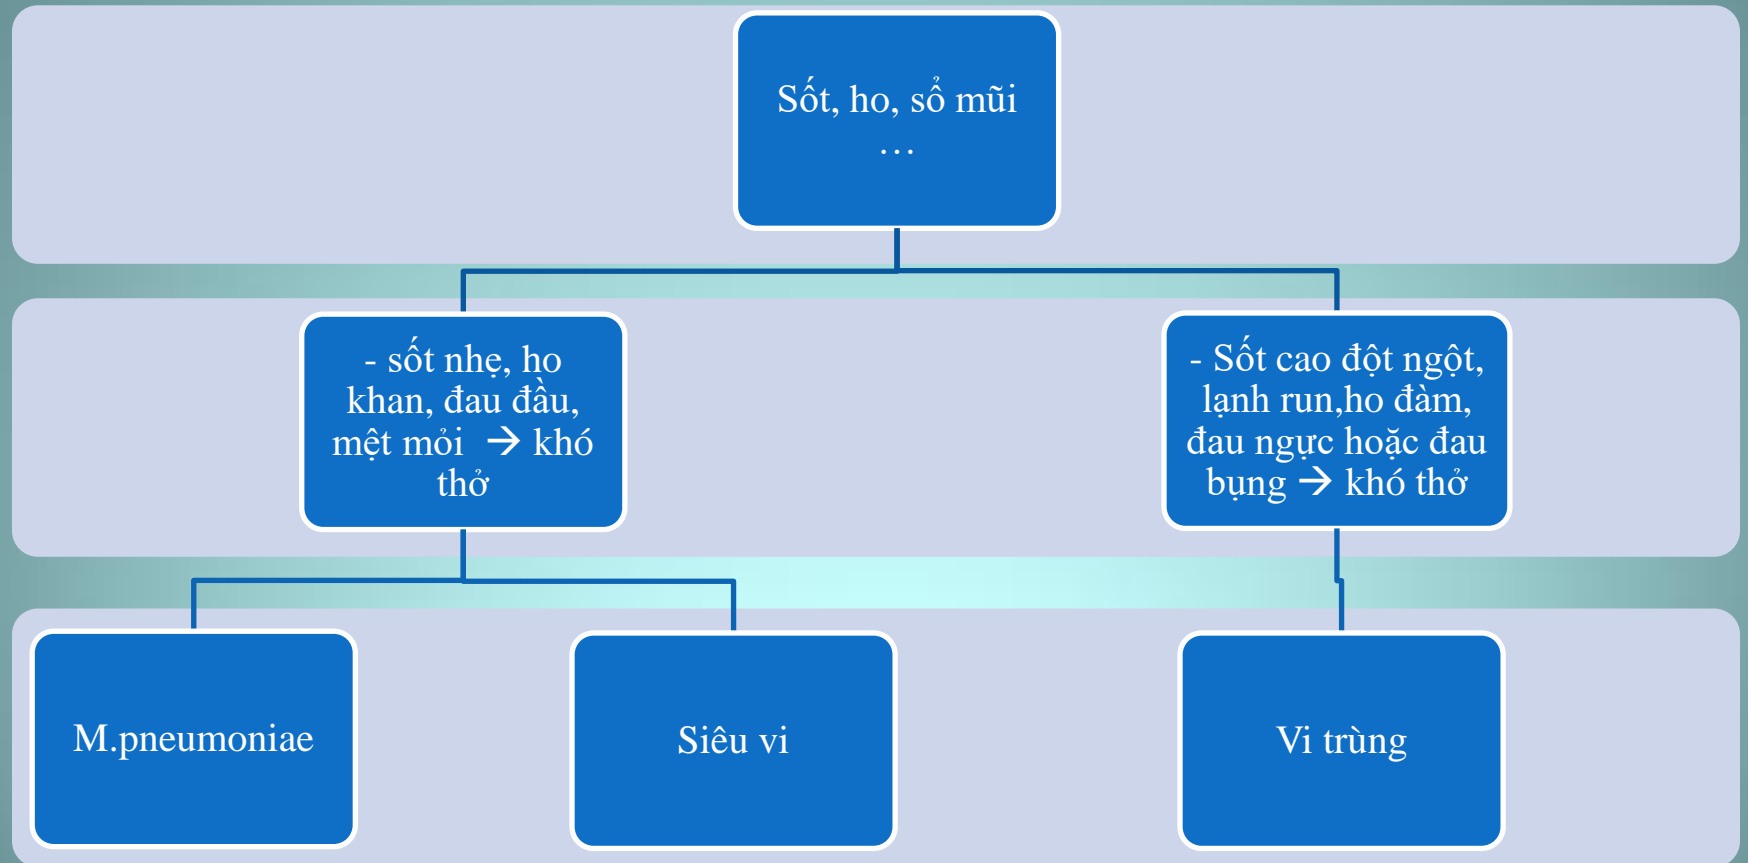 Sốt, ho, sổ mũi
…
- sốt nhẹ, ho
khan, đau đầu,
mệt mỏi → khó
thở
- Sốt cao đột ngột,
lạnh run,ho đàm,
đau ngực hoặc đau
bụng → khó thở
M.pneumoniae
Siêu vi
Vi trùng